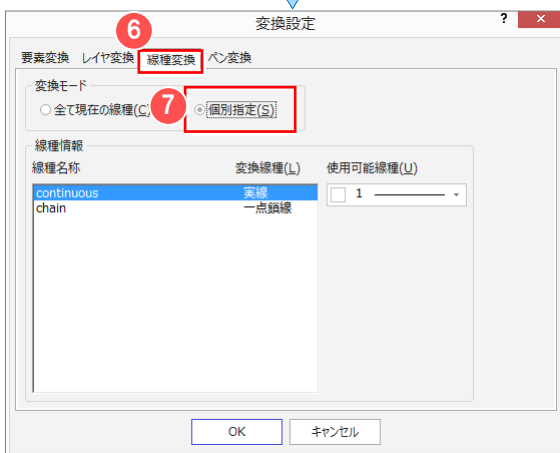 6
変換設定
? ×
要素変換 レイヤ変換 線種変換 ペン変換
変換モード
全て現在の線種(C) 7 個別指定(S)
線種情報
線種名称 変換線種(L) 使用可能線種(U)
continuous 実線 1
chain 一点鎖線
OK キャンセル